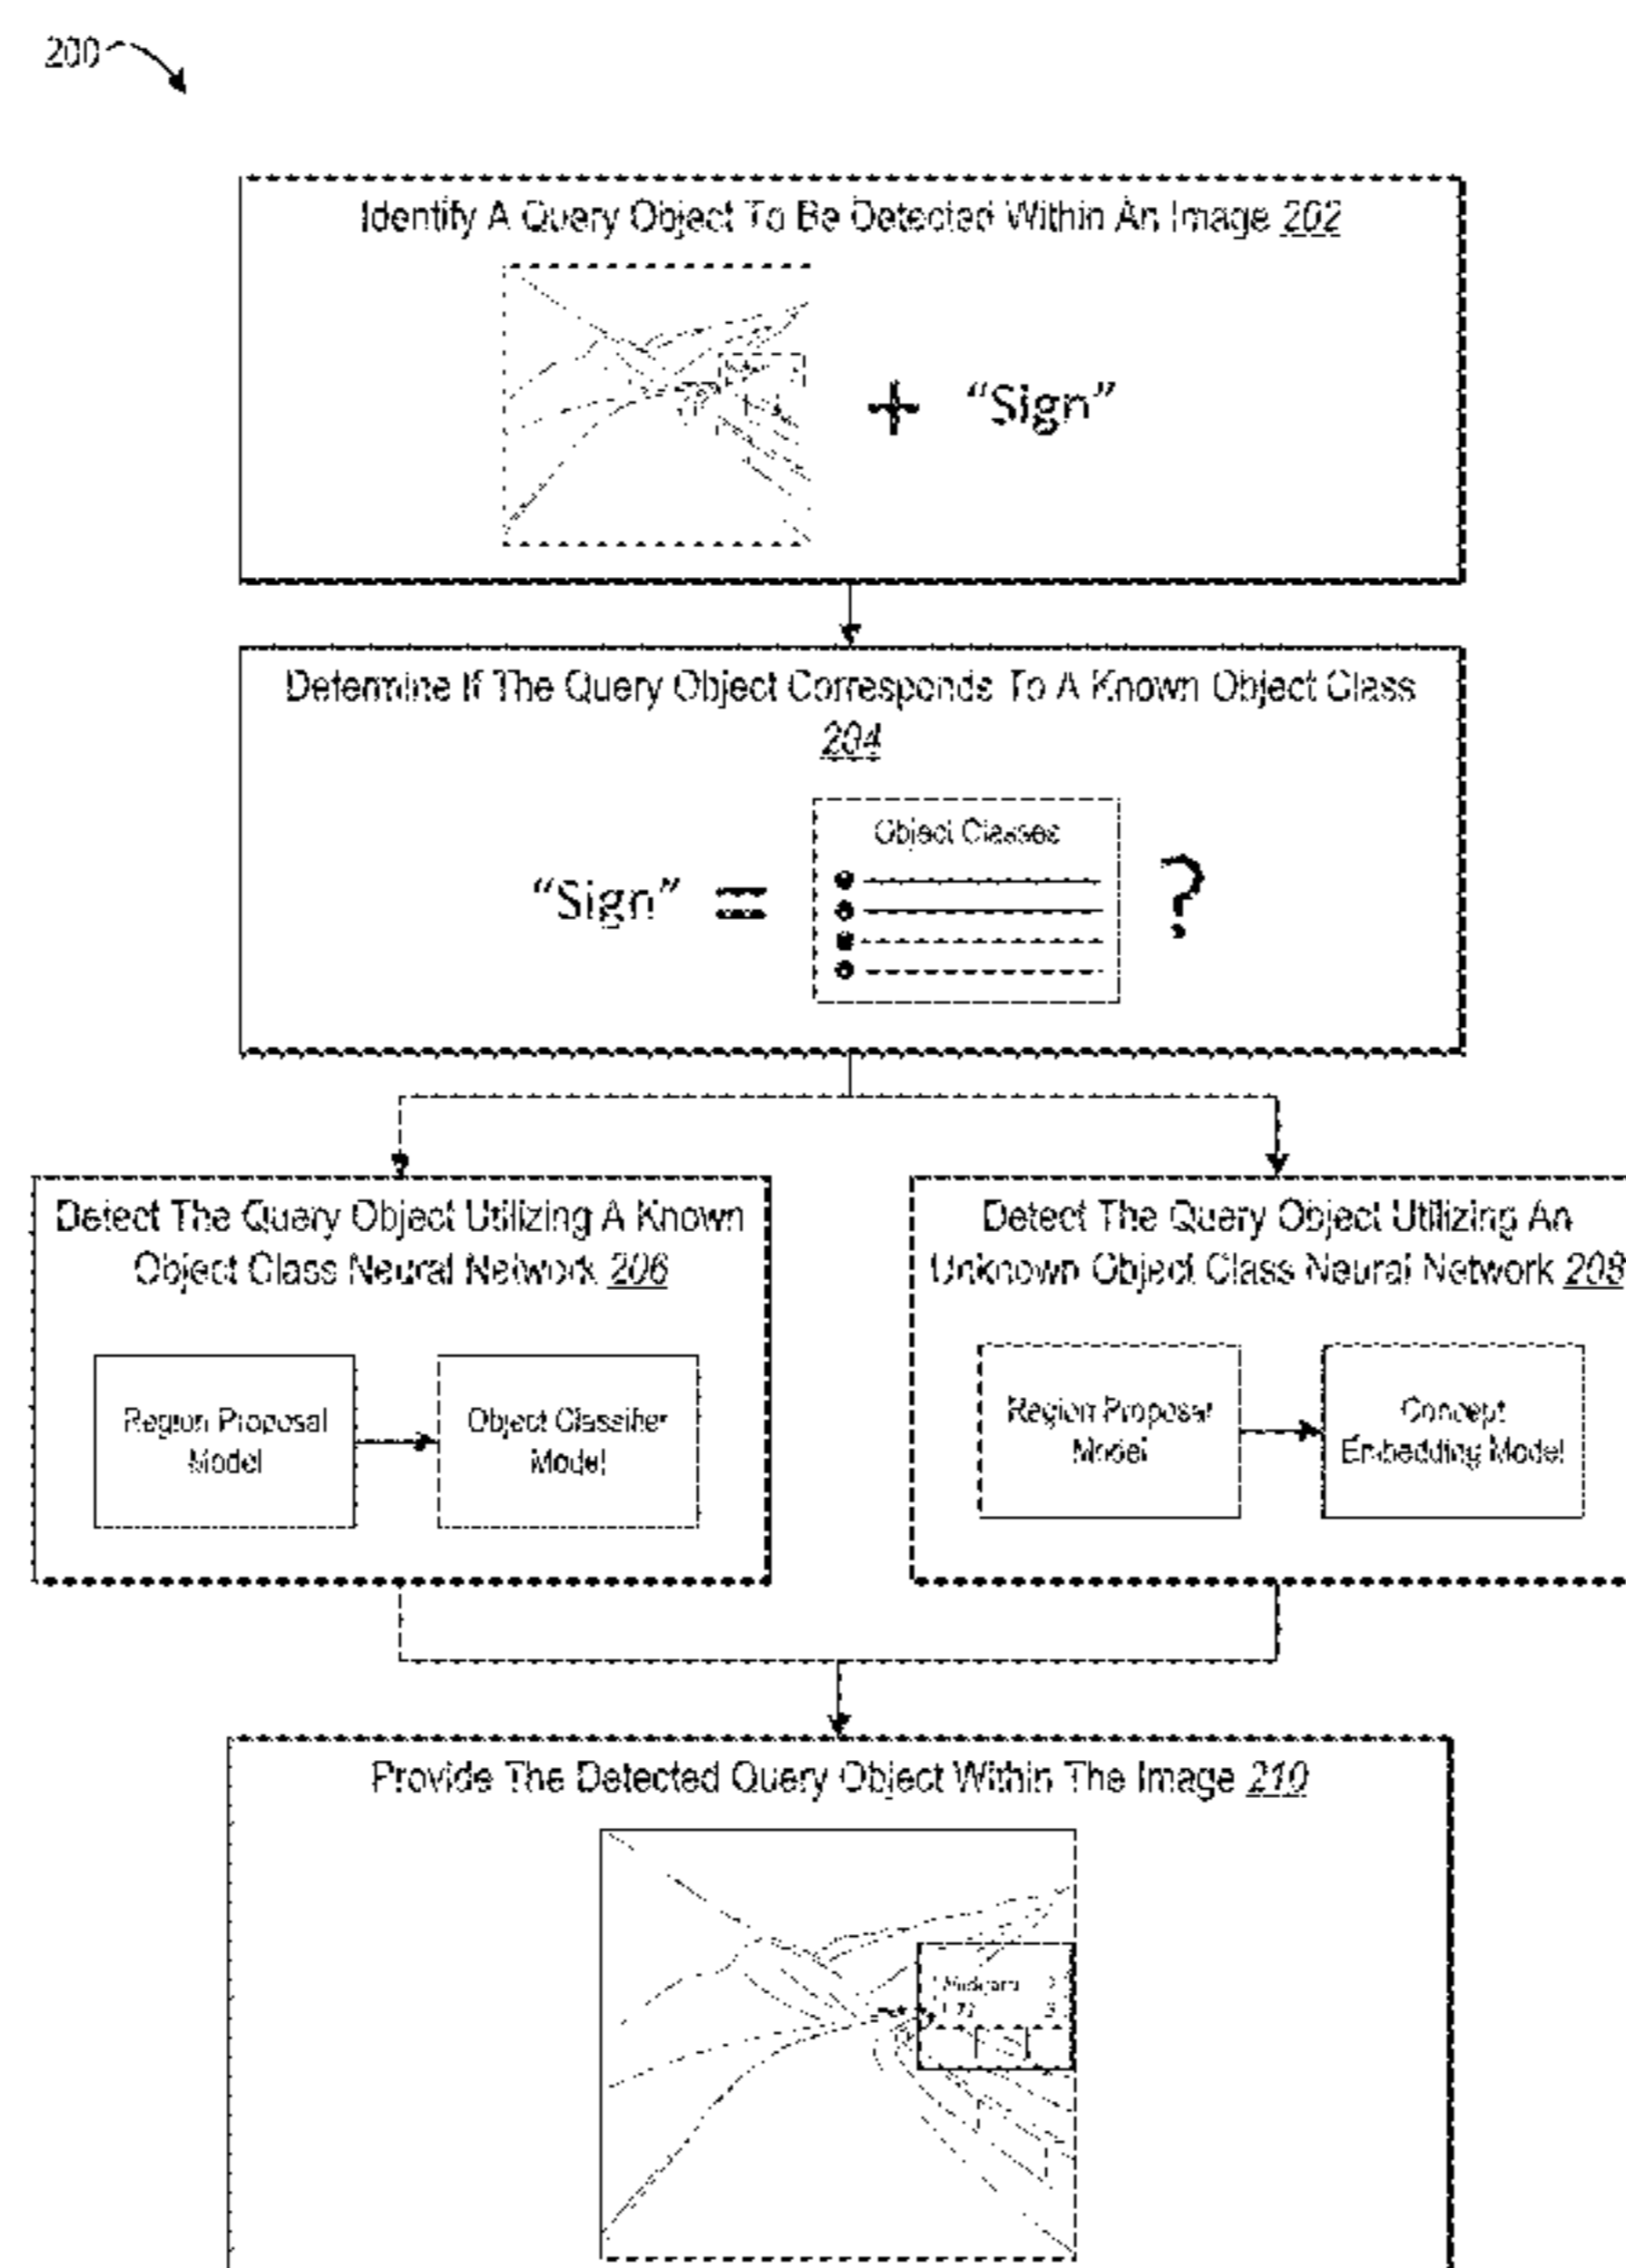 200
Identify A Query Object To Be Detected Within An Image 202
+ “Sign”
Determine If The Query Object Corresponds To A Known Object Class
204
Object Classes
“Sign” = ?
Detect The Query Object Utilizing A Known
Object Class Neural Network 206
Region Proposal
Model
Object Classifier
Model
Detect The Query Object Utilizing An
Unknown Object Class Neural Network 208
Region Proposal
Model
Concept
Embedding Model
Provide The Detected Query Object Within The Image 210